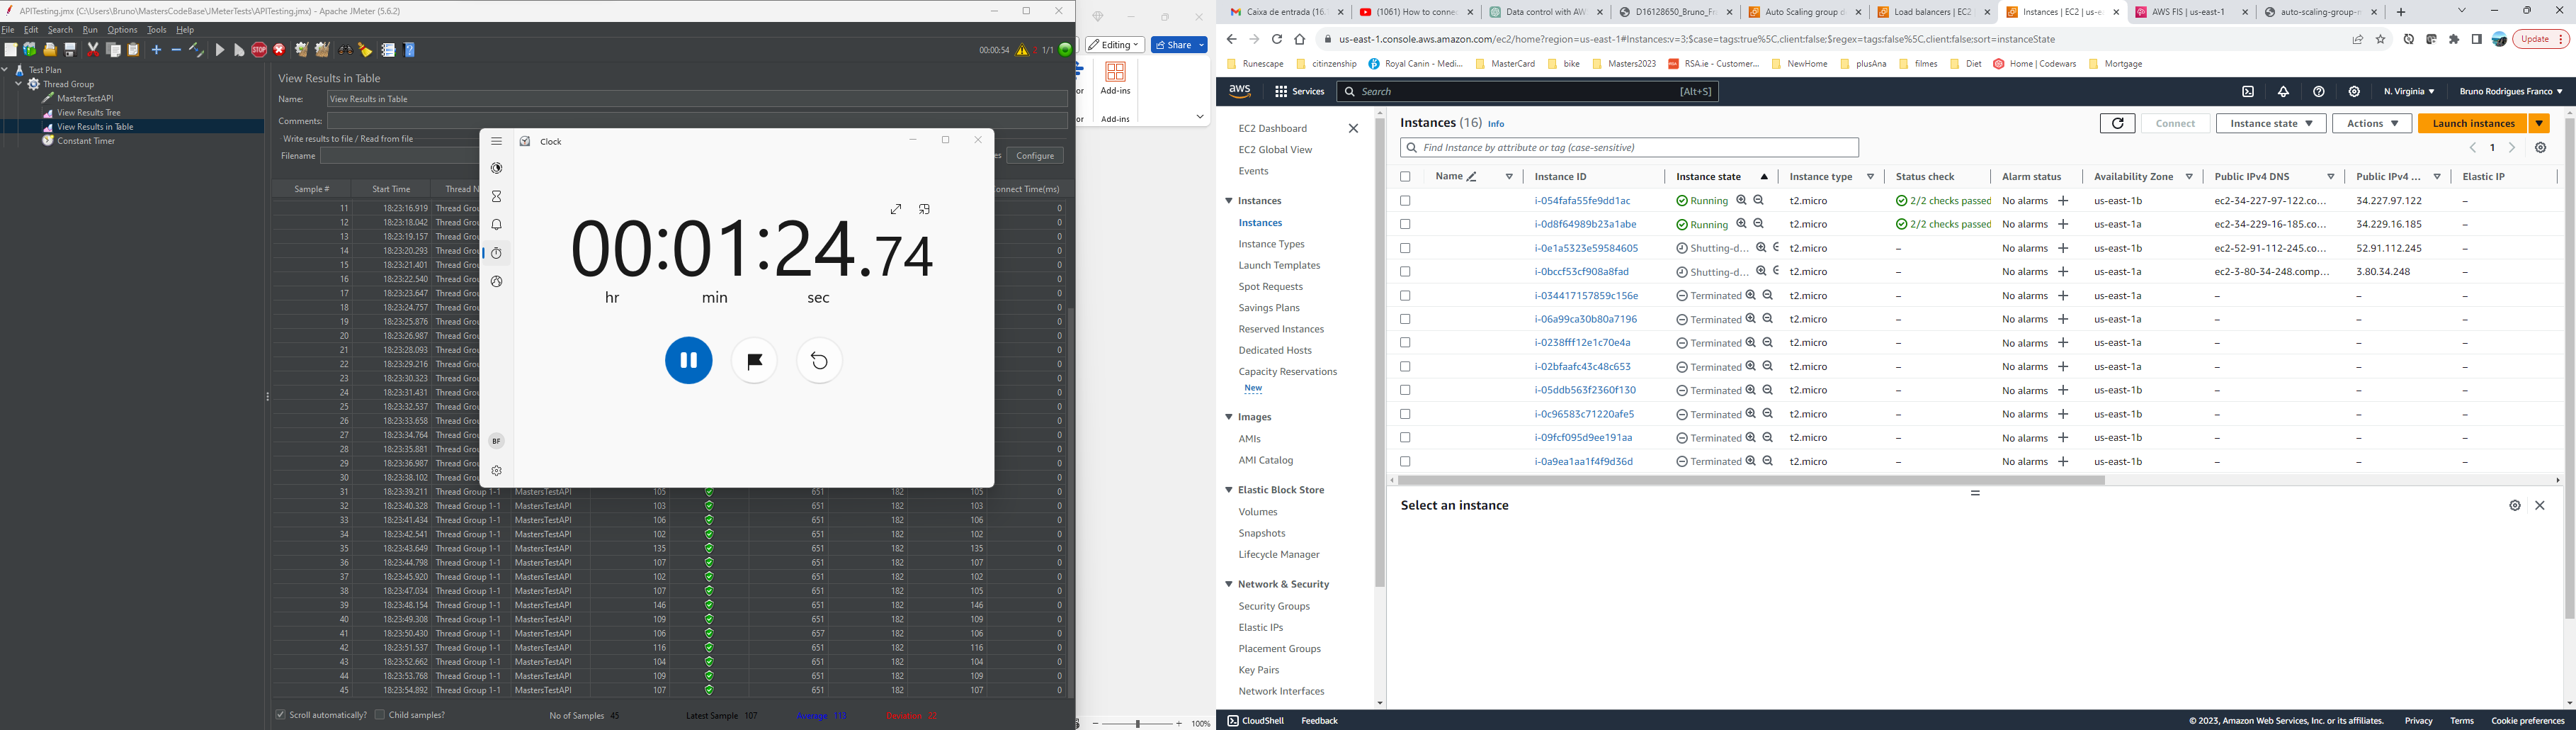 APITesting.jmx (C:\Users\Bruno\MastersCodeBase\JMeterTests\APITesting.jmx) - Apache JMeter (5.6.2)
File Edit Search Run Options Tools Help
00:00:54 2 1/1
Test Plan
Thread Group
MastersTestAPI
View Results Tree
View Results in Table
Constant Timer
View Results in Table
Name: View Results in Table
Comments:
Write results to file / Read from file
Filename
Configure
Sample # Start Time Thread N Connect Time(ms)
11 18:23:16.919 Thread Grou 0
12 18:23:18.042 Thread Grou 0
13 18:23:19.157 Thread Grou 0
14 18:23:20.293 Thread Grou 0
15 18:23:21.401 Thread Grou 0
16 18:23:22.540 Thread Grou 0
17 18:23:23.647 Thread Grou 0
18 18:23:24.757 Thread Grou 0
19 18:23:25.876 Thread Grou 0
20 18:23:26.987 Thread Grou 0
21 18:23:28.093 Thread Grou 0
22 18:23:29.216 Thread Grou 0
23 18:23:30.323 Thread Grou 0
24 18:23:31.431 Thread Grou 0
25 18:23:32.537 Thread Grou 0
26 18:23:33.658 Thread Grou 0
27 18:23:34.764 Thread Grou 0
28 18:23:35.881 Thread Grou 0
29 18:23:36.987 Thread Grou 0
30 18:23:38.102 Thread Grou 0
31 18:23:39.211 Thread Group 1-1 MastersTestAPI 105 651 182 105 0
32 18:23:40.328 Thread Group 1-1 MastersTestAPI 103 651 182 103 0
33 18:23:41.434 Thread Group 1-1 MastersTestAPI 106 651 182 106 0
34 18:23:42.541 Thread Group 1-1 MastersTestAPI 102 651 182 102 0
35 18:23:43.649 Thread Group 1-1 MastersTestAPI 135 651 182 135 0
36 18:23:44.798 Thread Group 1-1 MastersTestAPI 107 651 182 107 0
37 18:23:45.920 Thread Group 1-1 MastersTestAPI 102 651 182 102 0
38 18:23:47.034 Thread Group 1-1 MastersTestAPI 107 651 182 105 0
39 18:23:48.154 Thread Group 1-1 MastersTestAPI 146 651 182 146 0
40 18:23:49.308 Thread Group 1-1 MastersTestAPI 109 651 182 109 0
41 18:23:50.430 Thread Group 1-1 MastersTestAPI 106 657 182 106 0
42 18:23:51.537 Thread Group 1-1 MastersTestAPI 116 651 182 116 0
43 18:23:52.662 Thread Group 1-1 MastersTestAPI 104 651 182 104 0
44 18:23:53.768 Thread Group 1-1 MastersTestAPI 109 651 182 109 0
45 18:23:54.892 Thread Group 1-1 MastersTestAPI 107 651 182 107 0
Scroll automatically? Child samples? No of Samples 45 Latest Sample 107 Average 113 Deviation 22
Clock
00:01:24.74
hr min sec
BF
Editing Share
Add-ins
Add-ins
100%
Caixa de entrada (16. (1061) How to connec Data control with AW D16128650_Bruno_Fr Auto Scaling group d Load balancers | EC2 | Instances | EC2 | us-e AWS FIS | us-east-1 auto-scaling-group-n
us-east-1.console.aws.amazon.com/ec2/home?region=us-east-1#Instances:v=3;$case=tags:true%5C,client:false;$regex=tags:false%5C,client:false;sort=instanceState Update
Runescape citizenship Royal Canin - Medi... MasterCard bike Masters2023 RSA.ie - Customer... NewHome plusAna filmes Diet Home | Codewars Mortgage
aws Services Search [Alt+S] N. Virginia Bruno Rodrigues Franco
EC2 Dashboard
EC2 Global View
Events
Instances
Instances
Instance Types
Launch Templates
Spot Requests
Savings Plans
Reserved Instances
Dedicated Hosts
Capacity Reservations
New
Images
AMIs
AMI Catalog
Elastic Block Store
Volumes
Snapshots
Lifecycle Manager
Network & Security
Security Groups
Elastic IPs
Placement Groups
Key Pairs
Network Interfaces
Instances (16) Info Connect Instance state Actions Launch instances
Find Instance by attribute or tag (case-sensitive) 1
Name Instance ID Instance state Instance type Status check Alarm status Availability Zone Public IPv4 DNS Public IPv4 ... Elastic IP
i-054fafa55fe9dd1ac Running t2.micro 2/2 checks passed No alarms us-east-1b ec2-34-227-97-122.co... 34.227.97.122 –
i-0d8f64989b23a1abe Running t2.micro 2/2 checks passed No alarms us-east-1a ec2-34-229-16-185.co... 34.229.16.185 –
i-0e1a5323e59584605 Shutting-d... t2.micro – No alarms us-east-1b ec2-52-91-112-245.co... 52.91.112.245 –
i-0bccf53cf908a8fad Shutting-d... t2.micro – No alarms us-east-1a ec2-3-80-34-248.comp... 3.80.34.248 –
i-034417157859c156e Terminated t2.micro – No alarms us-east-1a – – –
i-06a99ca30b80a7196 Terminated t2.micro – No alarms us-east-1a – – –
i-0238fff12e1c70e4a Terminated t2.micro – No alarms us-east-1a – – –
i-02bfaafc43c48c653 Terminated t2.micro – No alarms us-east-1a – – –
i-05ddb563f2360f130 Terminated t2.micro – No alarms us-east-1b – – –
i-0c96583c71220afe5 Terminated t2.micro – No alarms us-east-1b – – –
i-09fcf095d9ee191aa Terminated t2.micro – No alarms us-east-1b – – –
i-0a9ea1aa1f4f9d36d Terminated t2.micro – No alarms us-east-1b – – –
Select an instance
CloudShell Feedback © 2023, Amazon Web Services, Inc. or its affiliates. Privacy Terms Cookie preferences